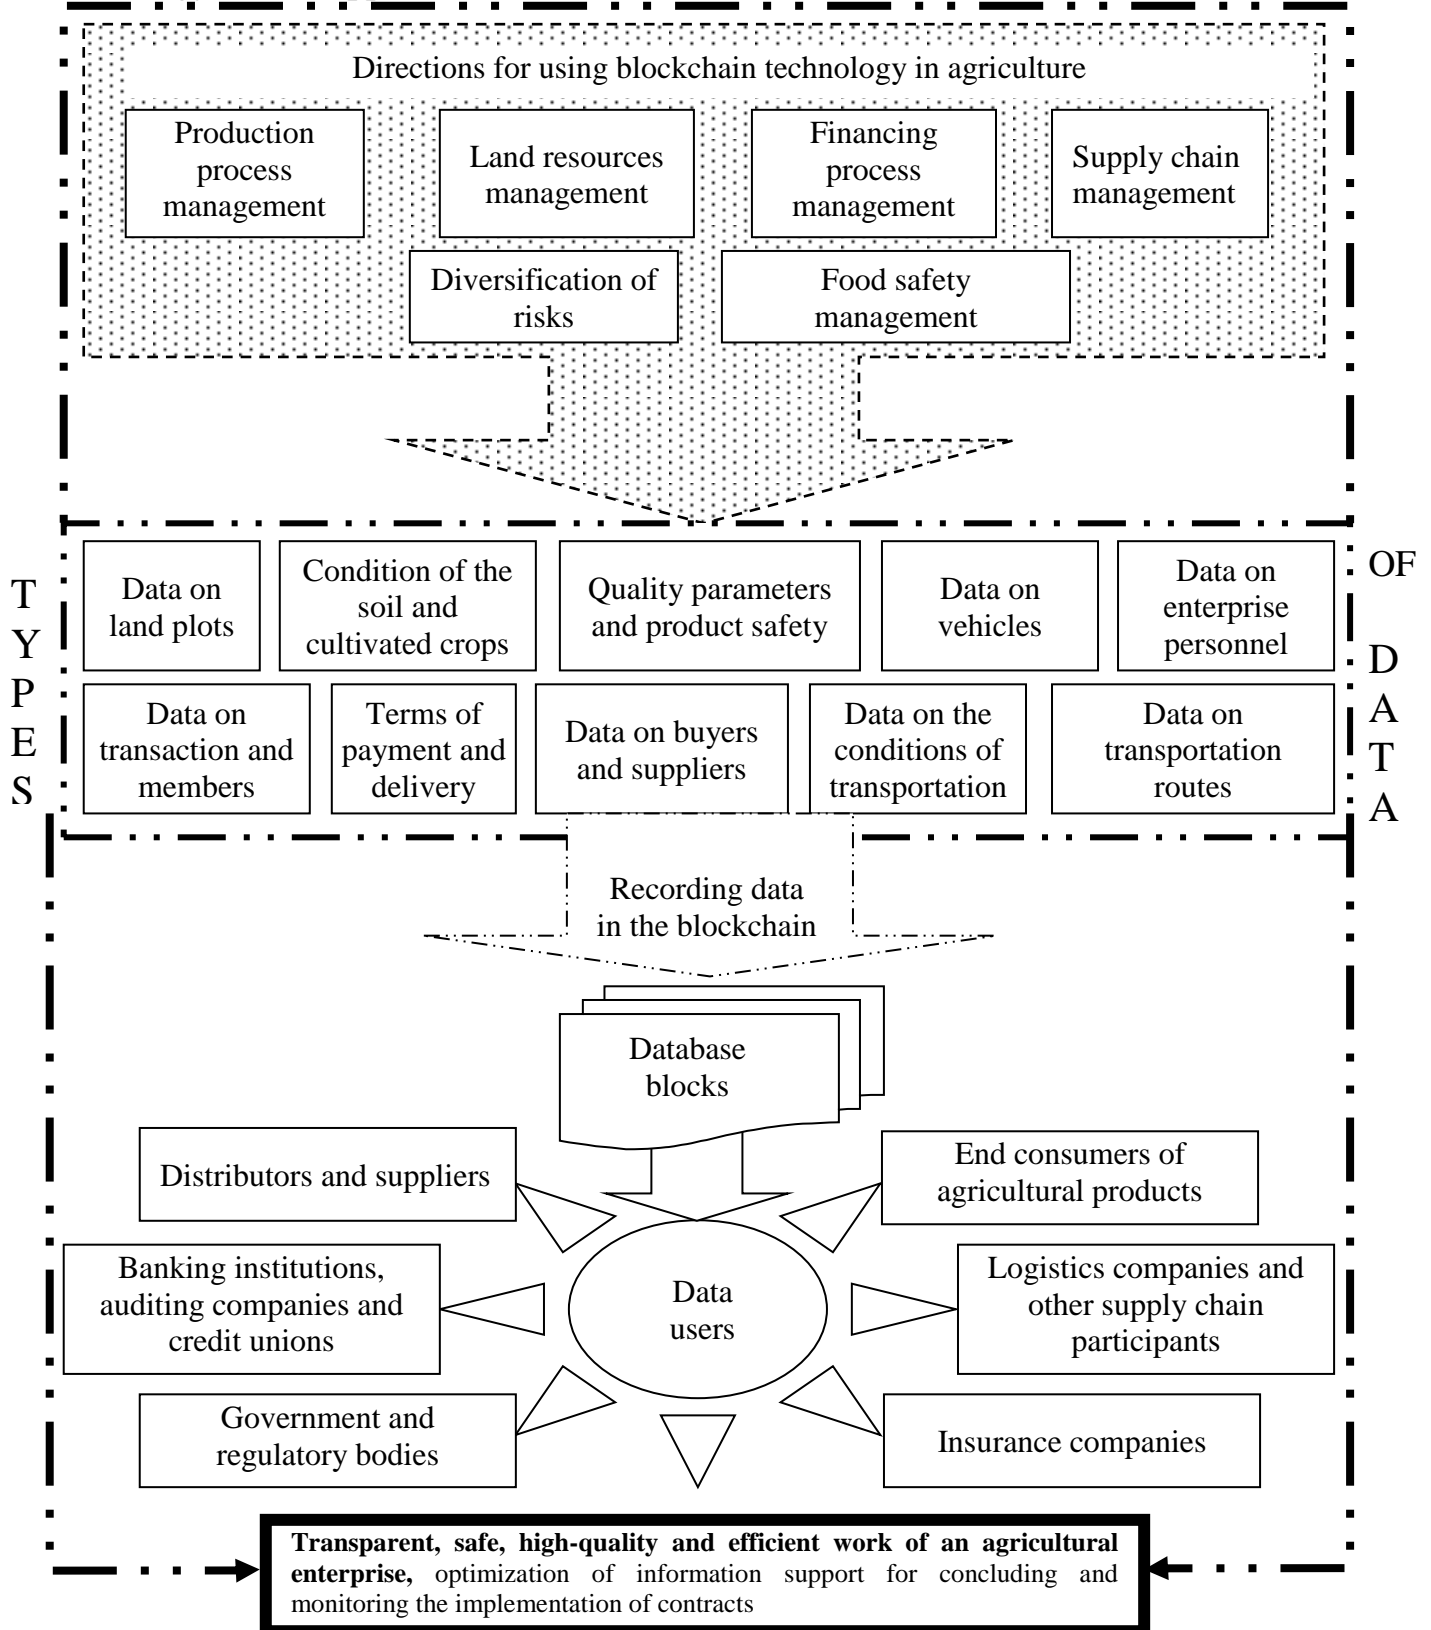 Directions for using blockchain technology in agriculture
Production
process
management
Land resources
management
Financing
process
management
Supply chain
management
Diversification of
risks
Food safety
management
TYPES
OF
DATA
Data on
land plots
Condition of the
soil and
cultivated crops
Quality parameters
and product safety
Data on
vehicles
Data on
enterprise
personnel
Data on
transaction and
members
Terms of
payment and
delivery
Data on buyers
and suppliers
Data on the
conditions of
transportation
Data on
transportation
routes
Recording data
in the blockchain
Database
blocks
Distributors and suppliers
End consumers of
agricultural products
Banking institutions,
auditing companies and
credit unions
Data
users
Logistics companies and
other supply chain
participants
Government and
regulatory bodies
Insurance companies
Transparent, safe, high-quality and efficient work of an agricultural
enterprise, optimization of information support for concluding and
monitoring the implementation of contracts